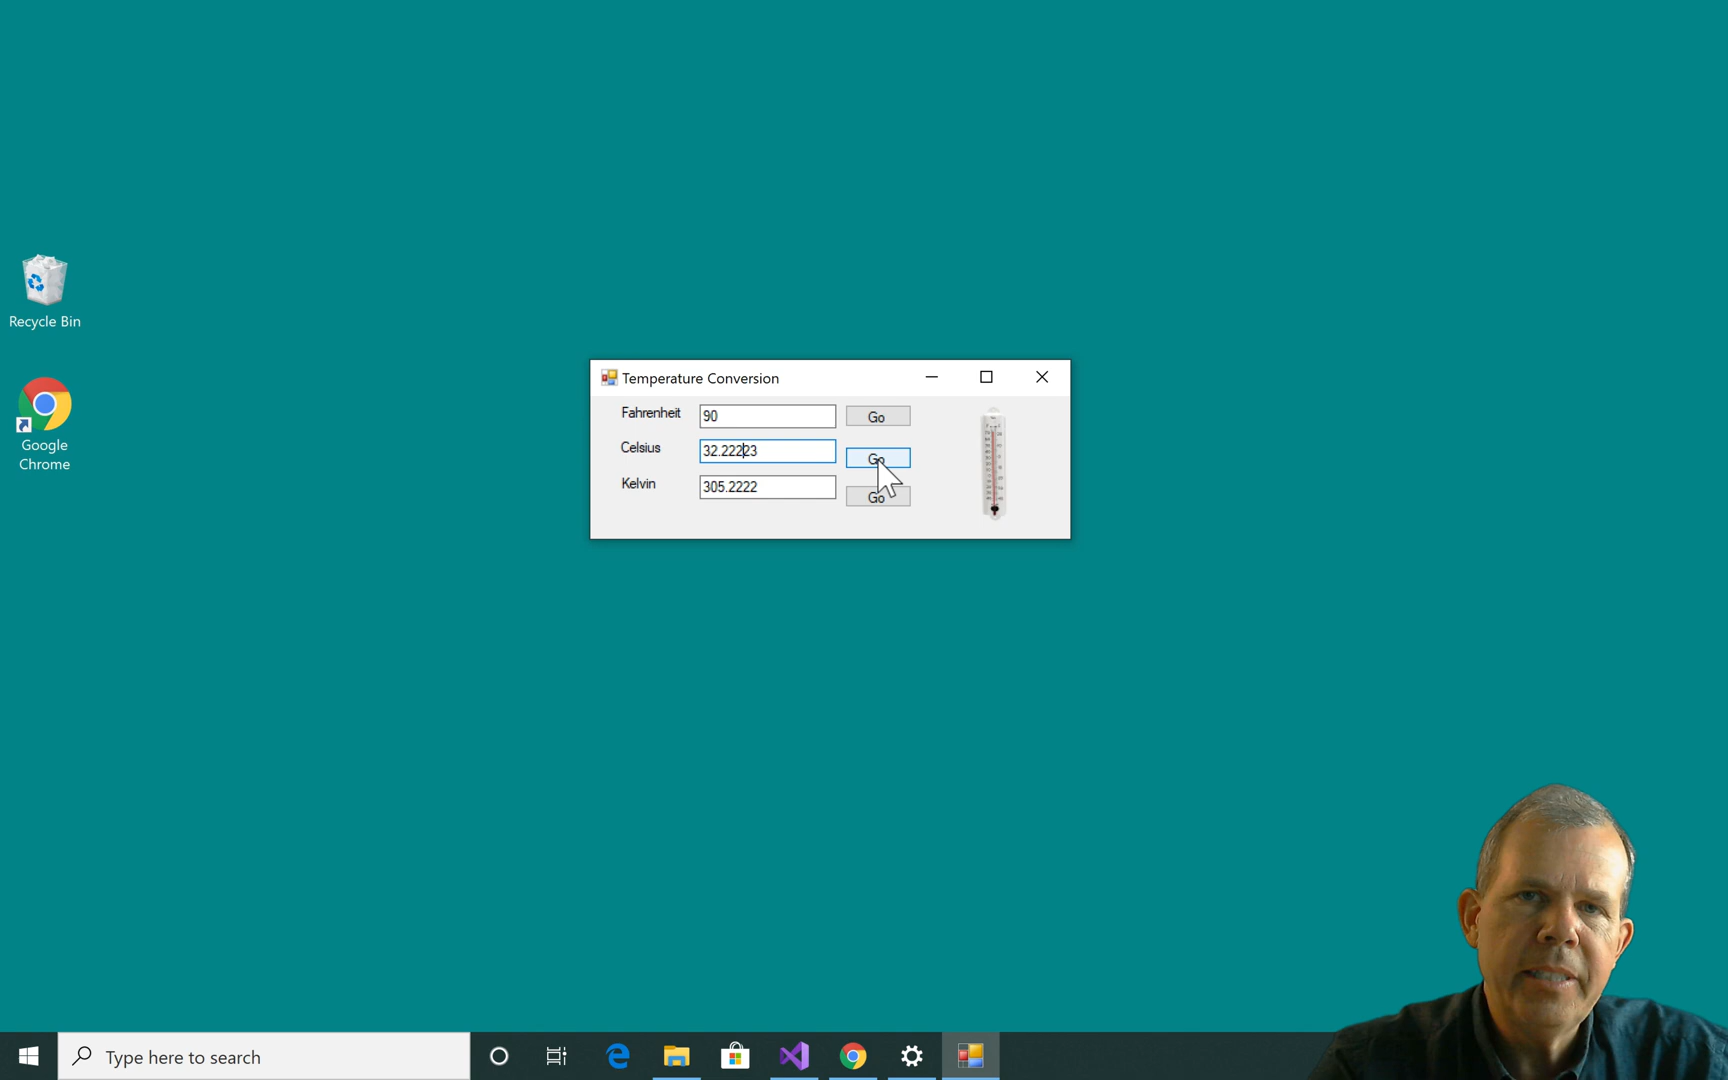 Recycle Bin
Google
Chrome
Temperature Conversion
Fahrenheit 90 Go
Celsius 32.22223 Go
Kelvin 305.2222 Go
Type here to search